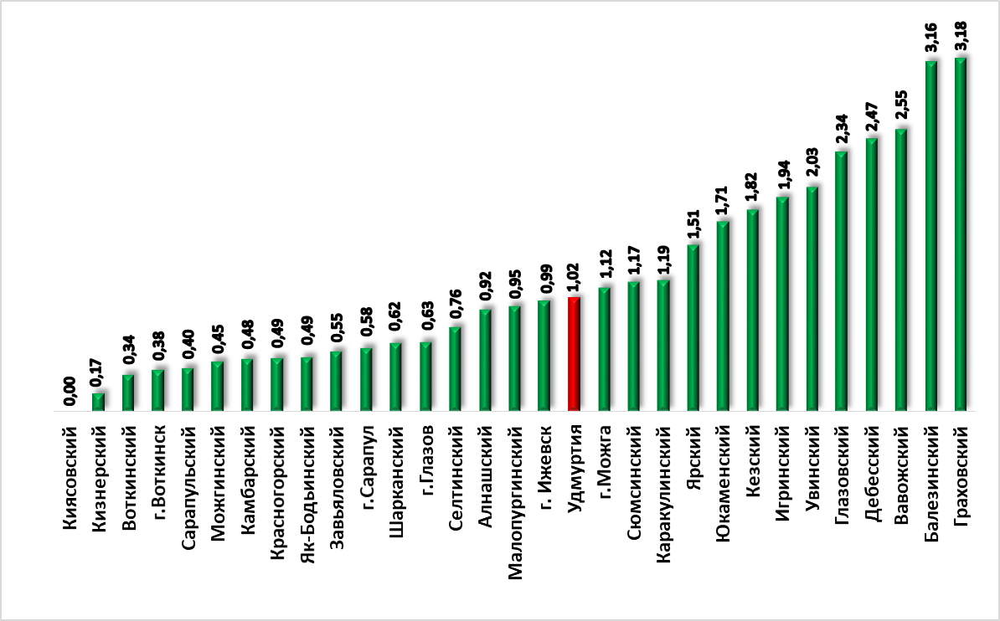 0,00
0,17
0,34
0,38
0,40
0,45
0,48
0,49
0,49
0,55
0,58
0,62
0,63
0,76
0,92
0,95
0,99
1,02
1,12
1,17
1,19
1,51
1,71
1,82
1,94
2,03
2,34
2,47
2,55
3,16
3,18
Киясовский
Кизнерский
Воткинский
г.Воткинск
Сарапульский
Можгинский
Камбарский
Красногорский
Як-Бодьинский
Завьяловский
г.Сарапул
Шарканский
г.Глазов
Селтинский
Алнашский
Малопургинский
г. Ижевск
Удмуртия
г.Можга
Сюмсинский
Каракулинский
Ярский
Юкаменский
Кезский
Игринский
Увинский
Глазовский
Дебесский
Вавожский
Балезинский
Граховский